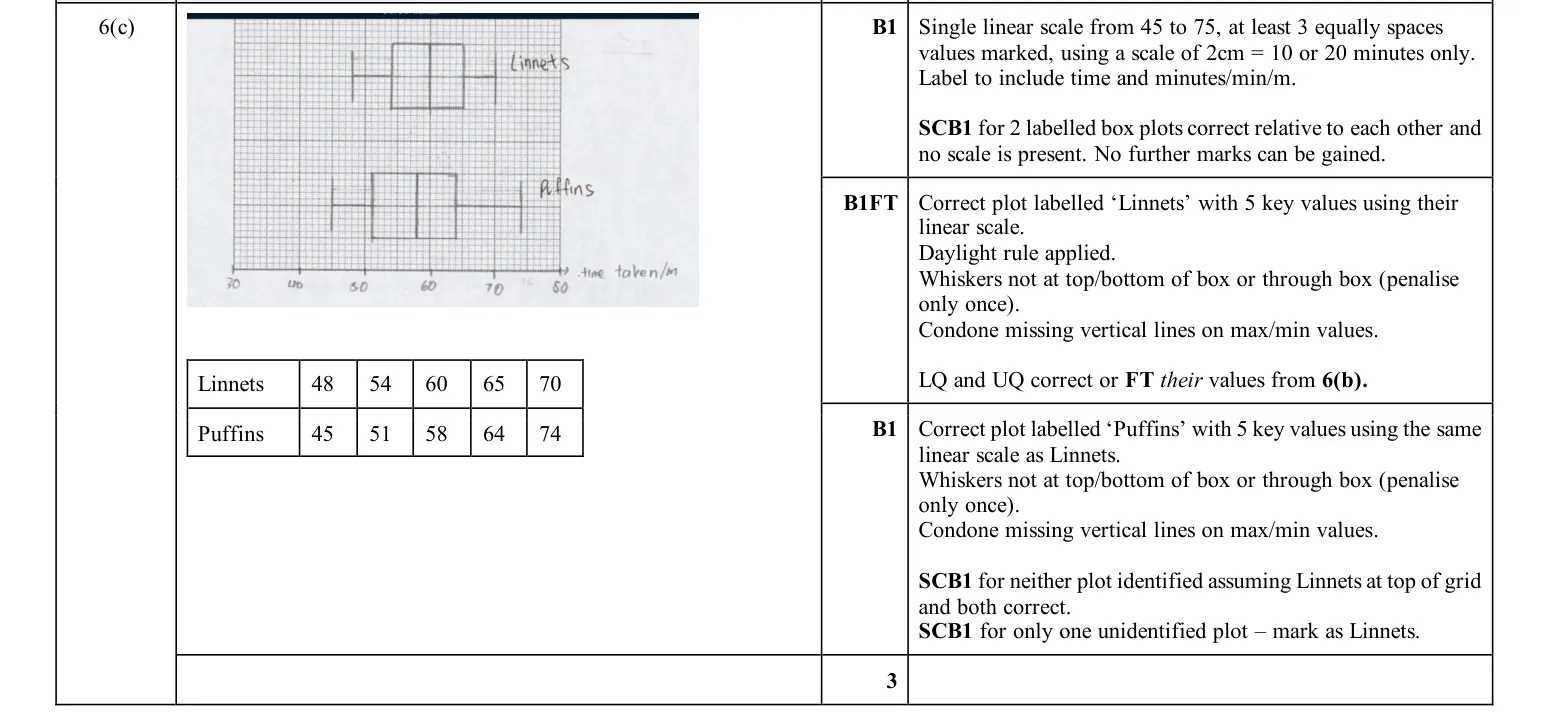 6(c)
Linnets
Puffins
time taken/m
30 40 50 60 70 80
Linnets 48 54 60 65 70
Puffins 45 51 58 64 74
B1 Single linear scale from 45 to 75, at least 3 equally spaces
values marked, using a scale of 2cm = 10 or 20 minutes only.
Label to include time and minutes/min/m.
SCB1 for 2 labelled box plots correct relative to each other and
no scale is present. No further marks can be gained.
B1FT Correct plot labelled ‘Linnets’ with 5 key values using their
linear scale.
Daylight rule applied.
Whiskers not at top/bottom of box or through box (penalise
only once).
Condone missing vertical lines on max/min values.
LQ and UQ correct or FT their values from 6(b).
B1 Correct plot labelled ‘Puffins’ with 5 key values using the same
linear scale as Linnets.
Whiskers not at top/bottom of box or through box (penalise
only once).
Condone missing vertical lines on max/min values.
SCB1 for neither plot identified assuming Linnets at top of grid
and both correct.
SCB1 for only one unidentified plot – mark as Linnets.
3